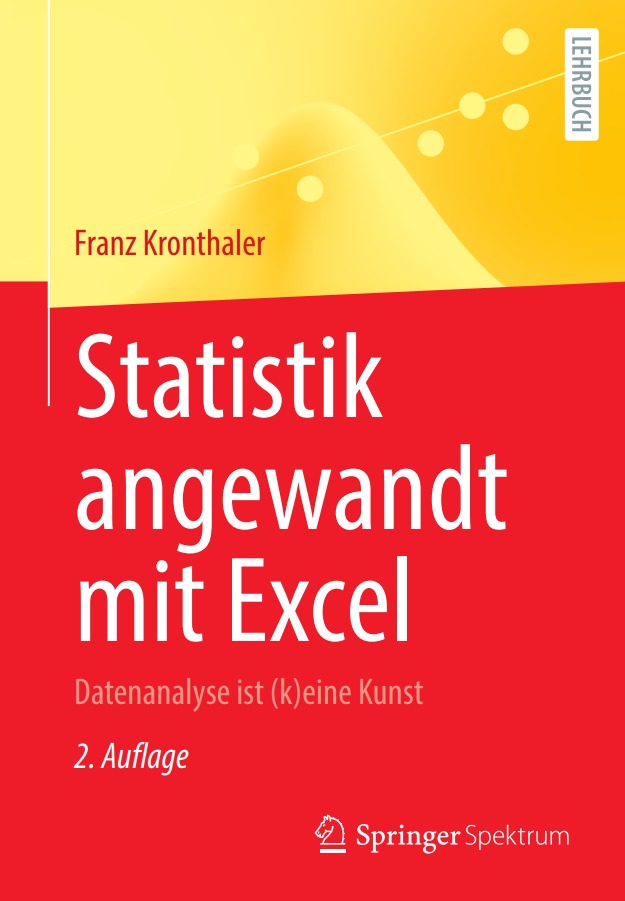 LEHRBUCH
Franz Kronthaler
Statistik
angewandt
mit Excel
Datenanalyse ist (k)eine Kunst
2. Auflage
Springer Spektrum